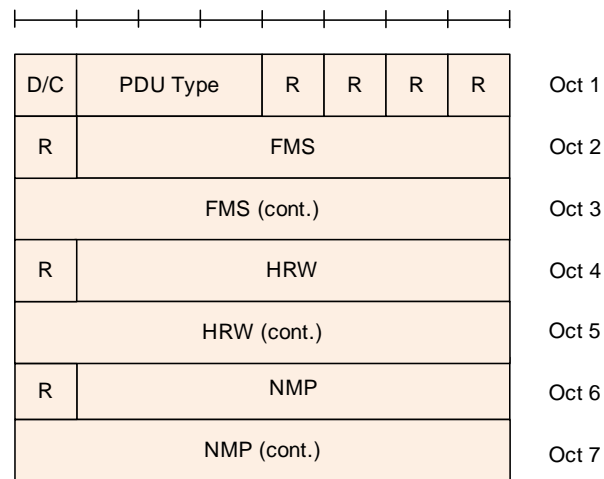 D/C PDU Type R R R R Oct 1
R FMS Oct 2
FMS (cont.) Oct 3
R HRW Oct 4
HRW (cont.) Oct 5
R NMP Oct 6
NMP (cont.) Oct 7